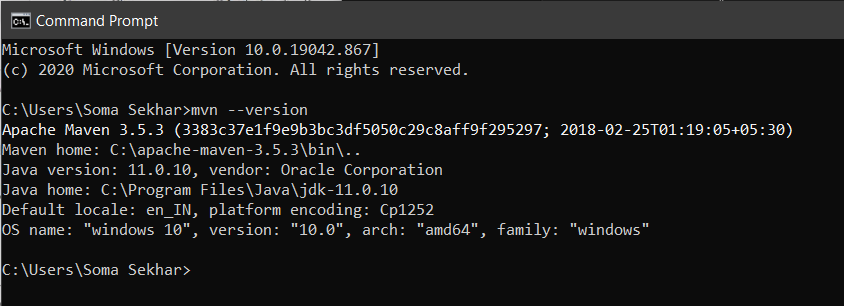 Command Prompt
Microsoft Windows [Version 10.0.19042.867]
(c) 2020 Microsoft Corporation. All rights reserved.
C:\Users\Soma Sekhar>mvn --version
Apache Maven 3.5.3 (3383c37e1f9e9b3bc3df5050c29c8aff9f295297; 2018-02-25T01:19:05+05:30)
Maven home: C:\apache-maven-3.5.3\bin\..
Java version: 11.0.10, vendor: Oracle Corporation
Java home: C:\Program Files\Java\jdk-11.0.10
Default locale: en_IN, platform encoding: Cp1252
OS name: "windows 10", version: "10.0", arch: "amd64", family: "windows"
C:\Users\Soma Sekhar>